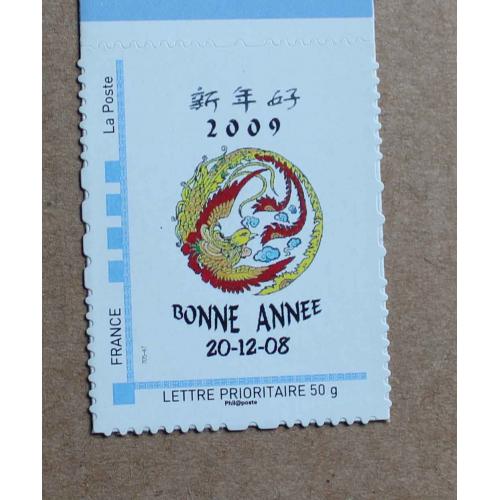 新年好
2009
BONNE ANNEE
20-12-08
La Poste
FRANCE
LETTRE PRIORITAIRE 50 g
Phil@poste